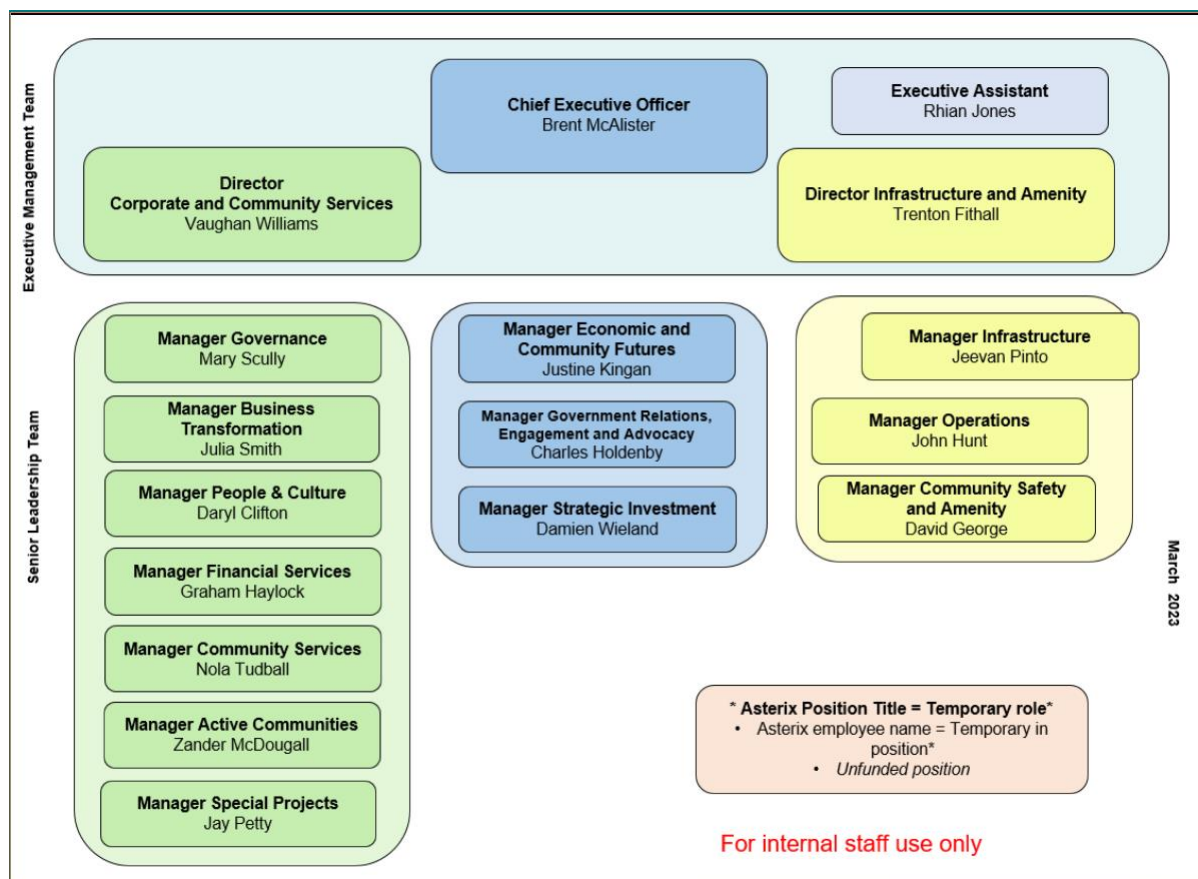 Executive Management Team
Chief Executive Officer
Brent McAlister
Executive Assistant
Rhian Jones
Director
Corporate and Community Services
Vaughan Williams
Director Infrastructure and Amenity
Trenton Fithall
Senior Leadership Team
Manager Governance
Mary Scully
Manager Business
Transformation
Julia Smith
Manager People & Culture
Daryl Clifton
Manager Financial Services
Graham Haylock
Manager Community Services
Nola Tudball
Manager Active Communities
Zander McDougall
Manager Special Projects
Jay Petty
Manager Economic and
Community Futures
Justine Kingan
Manager Government Relations,
Engagement and Advocacy
Charles Holdenby
Manager Strategic Investment
Damien Wieland
Manager Infrastructure
Jeevan Pinto
Manager Operations
John Hunt
Manager Community Safety
and Amenity
David George
March 2023
* Asterix Position Title = Temporary role*
• Asterix employee name = Temporary in
position*
• Unfunded position
For internal staff use only